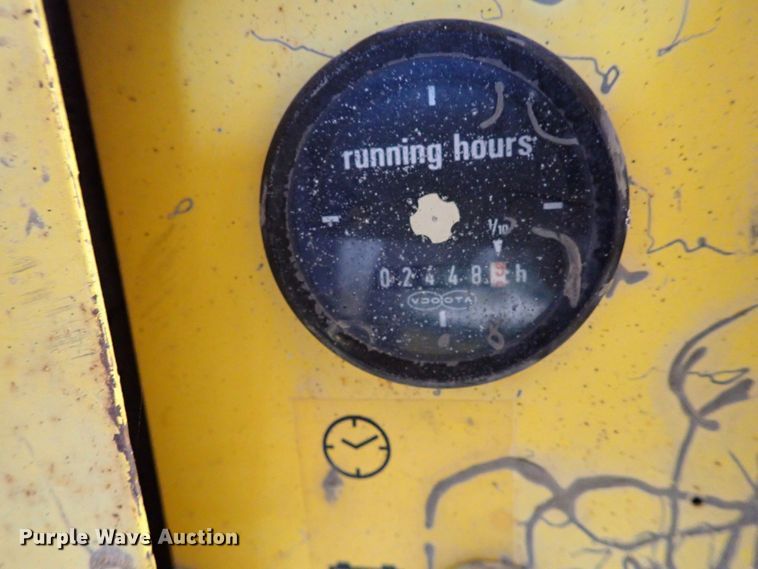 running hours
1/10
02448 h
VDO OTA
Purple Wave Auction